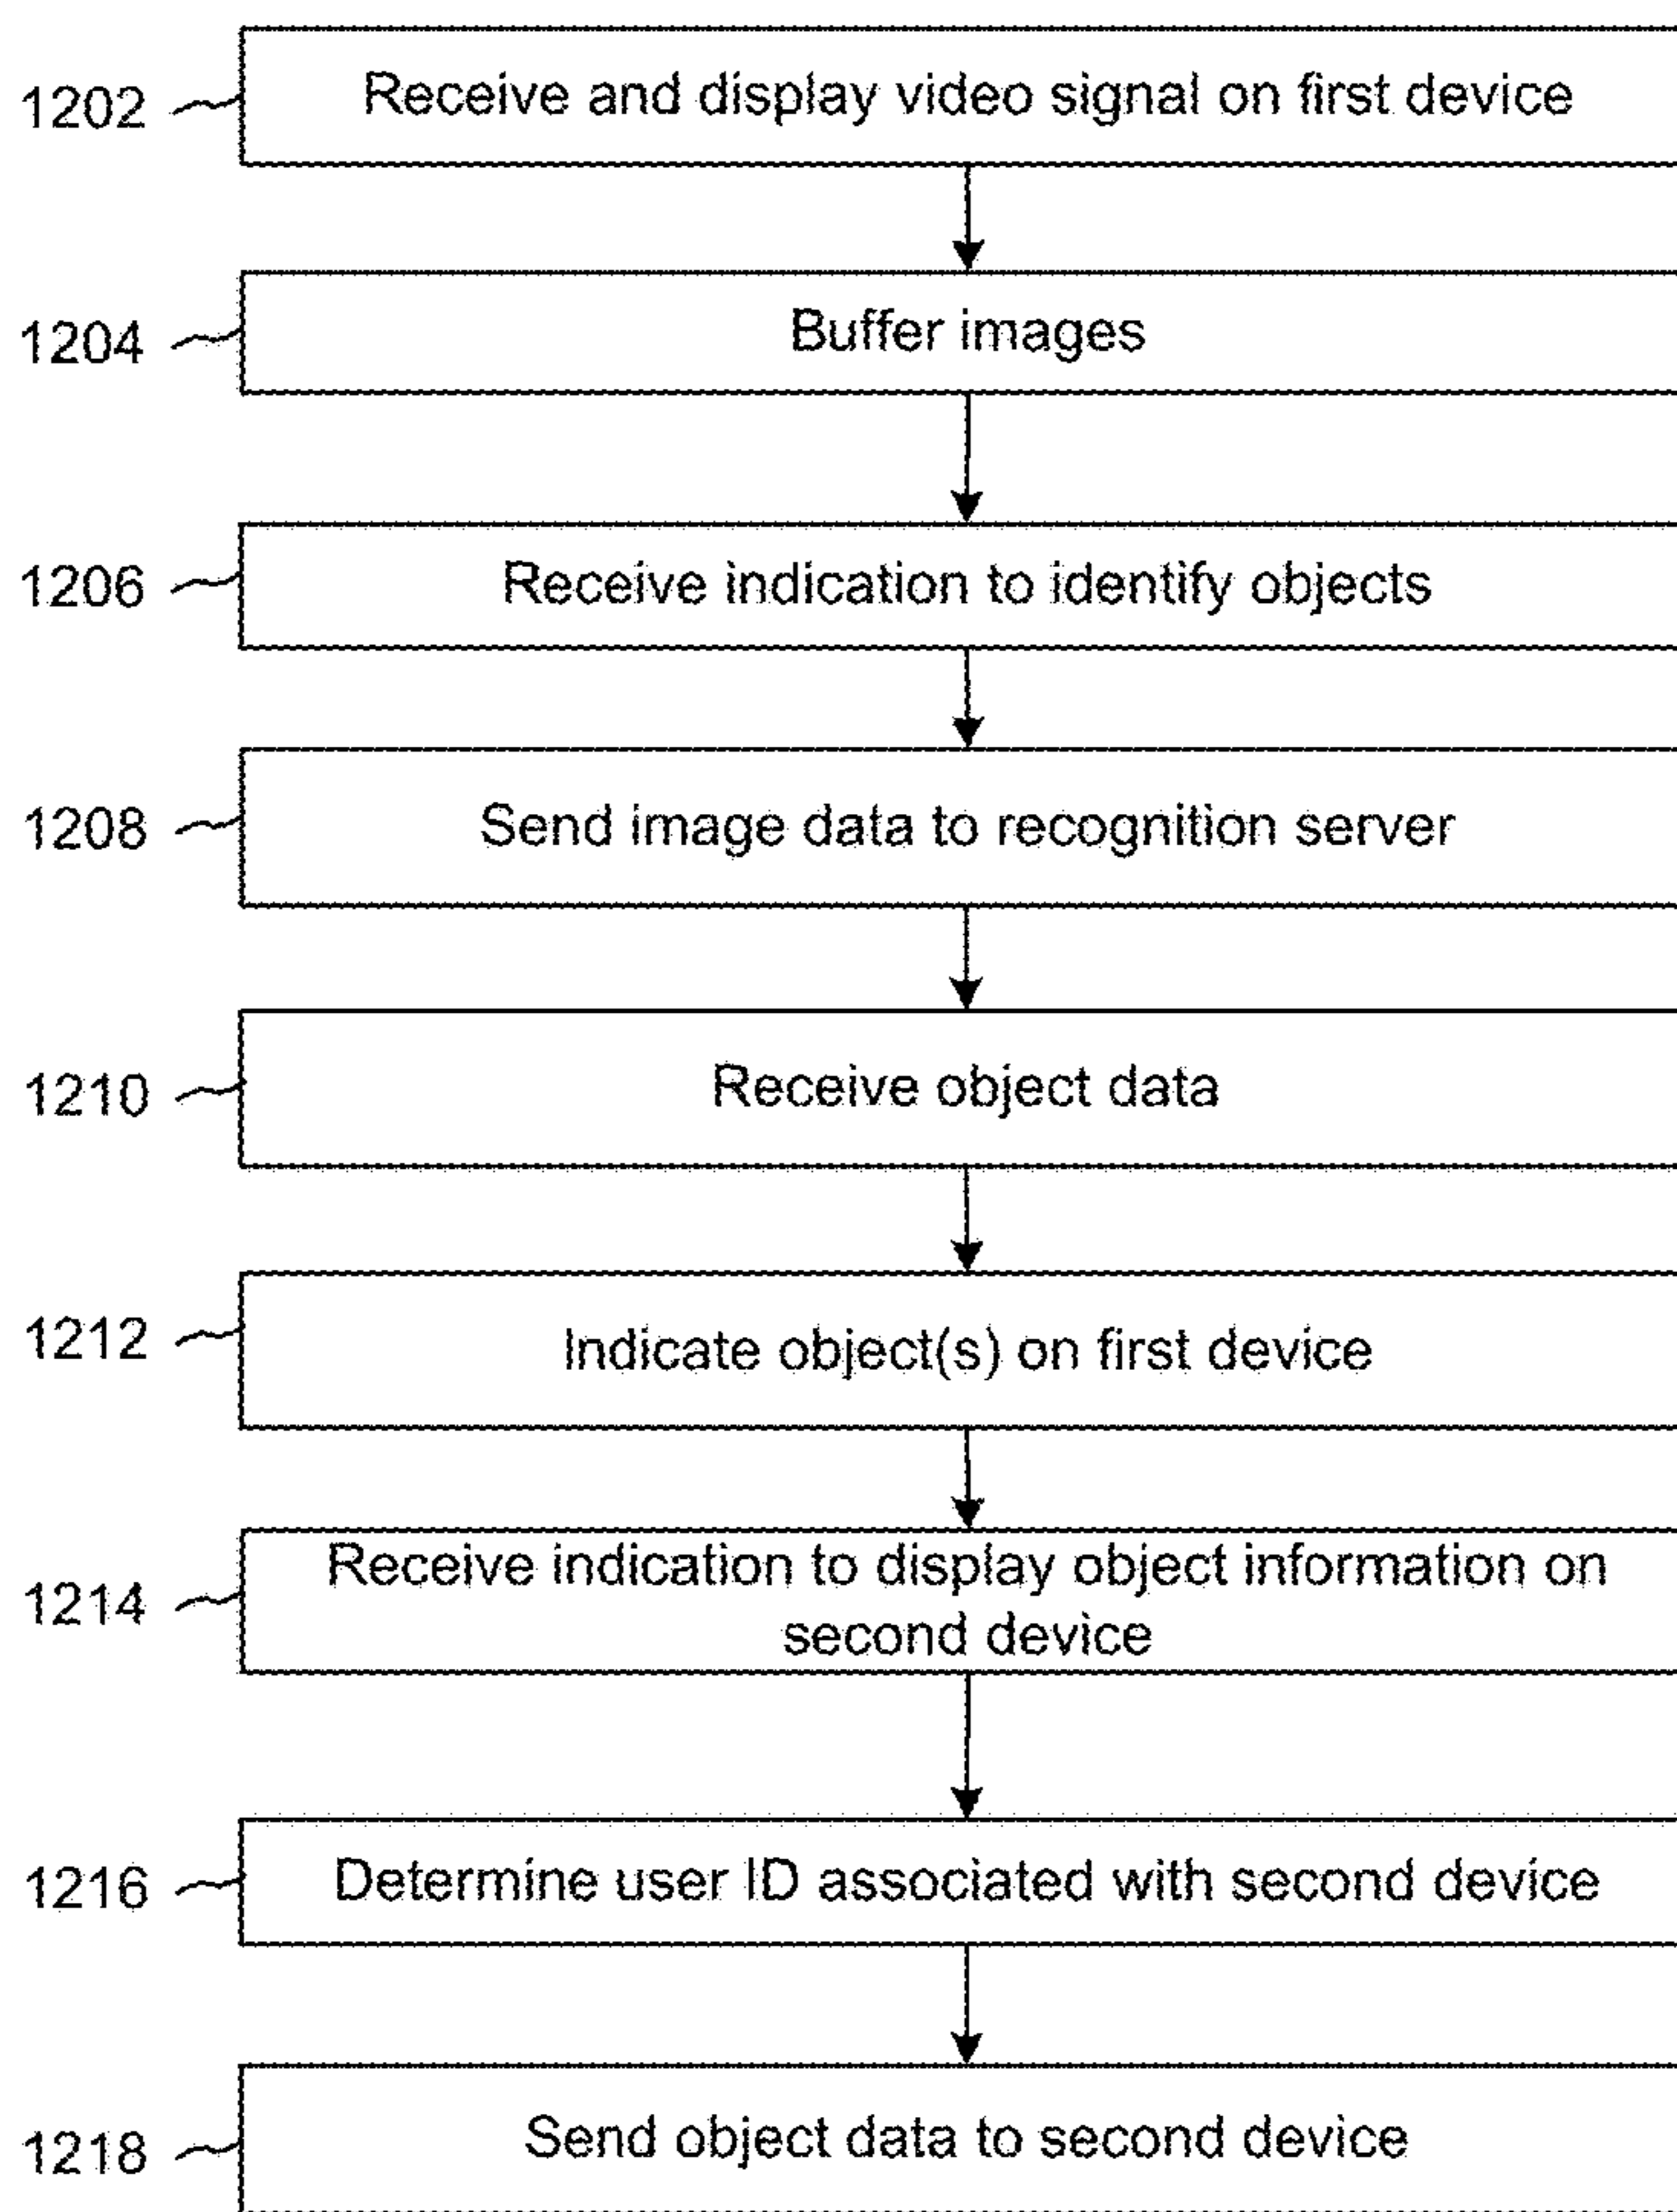 1202 Receive and display video signal on first device
1204 Buffer images
1206 Receive indication to identify objects
1208 Send image data to recognition server
1210 Receive object data
1212 Indicate object(s) on first device
Receive indication to display object information on
1214 second device
1216 Determine user ID associated with second device
1218 Send object data to second device